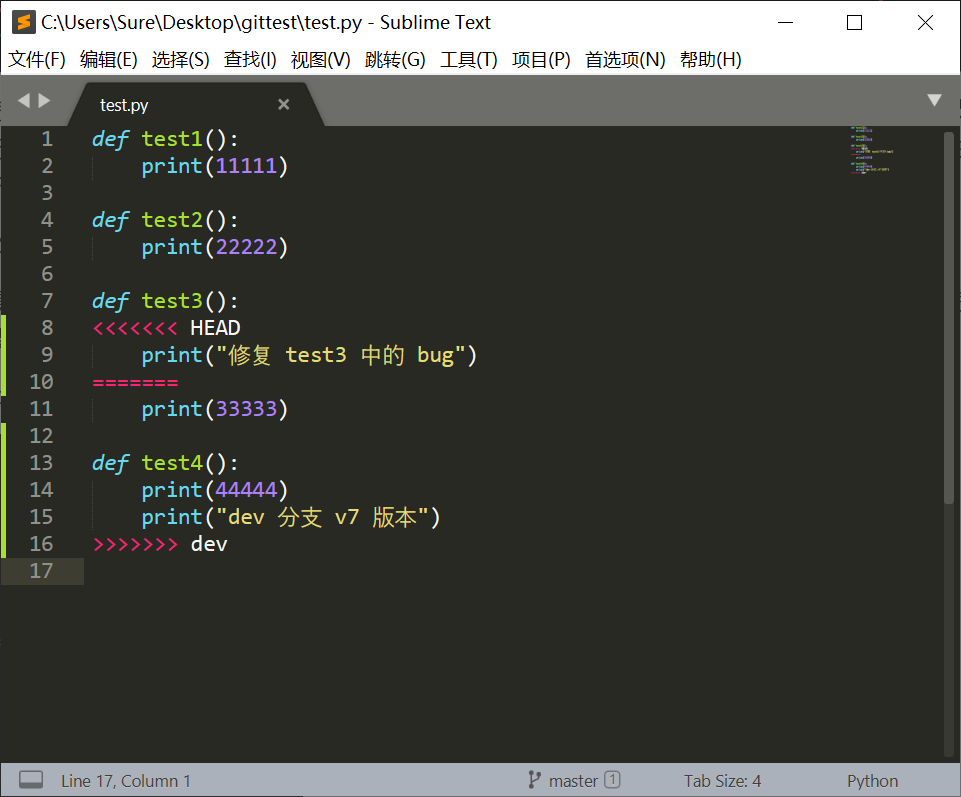 C:\Users\Sure\Desktop\gittest\test.py - Sublime Text
文件(F) 编辑(E) 选择(S) 查找(I) 视图(V) 跳转(G) 工具(T) 项目(P) 首选项(N) 帮助(H)
test.py
1 def test1():
2     print(11111)
3
4 def test2():
5     print(22222)
6
7 def test3():
8 <<<<<<< HEAD
9     print("修复 test3 中的 bug")
10 =======
11     print(33333)
12
13 def test4():
14     print(44444)
15     print("dev 分支 v7 版本")
16 >>>>>>> dev
17
Line 17, Column 1 master 1 Tab Size: 4 Python